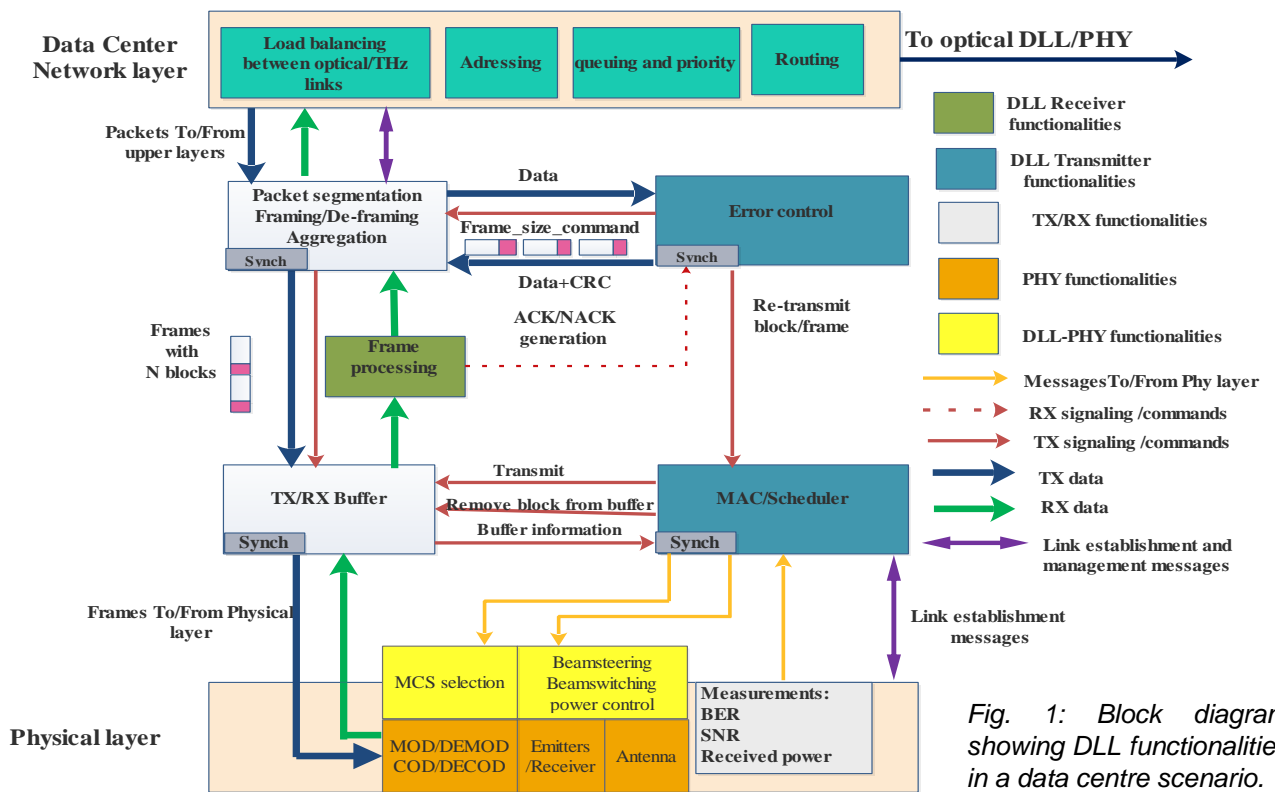 Data Center
Network layer
Load balancing
between optical/THz
links
Adressing
queuing and priority
Routing
To optical DLL/PHY
Packets To/From
upper layers
Packet segmentation
Framing/De-framing
Aggregation
Synch
Data
Frame_size_command
Data+CRC
Error control
Synch
ACK/NACK
generation
Re-transmit
block/frame
Frames
with
N blocks
Frame
processing
TX/RX Buffer
Synch
Transmit
Remove block from buffer
Buffer information
MAC/Scheduler
Synch
Frames To/From Physical
layer
Link establishment
messages
MCS selection
Beamsteering
Beamswitching
power control
Measurements:
BER
SNR
Received power
Physical layer
MOD/DEMOD
COD/DECOD
Emitters
/Receiver
Antenna
DLL Receiver
functionalities
DLL Transmitter
functionalities
TX/RX functionalities
PHY functionalities
DLL-PHY functionalities
MessagesTo/From Phy layer
RX signaling /commands
TX signaling /commands
TX data
RX data
Link establishment and
management messages
Fig. 1: Block diagram
showing DLL functionalities
in a data centre scenario.